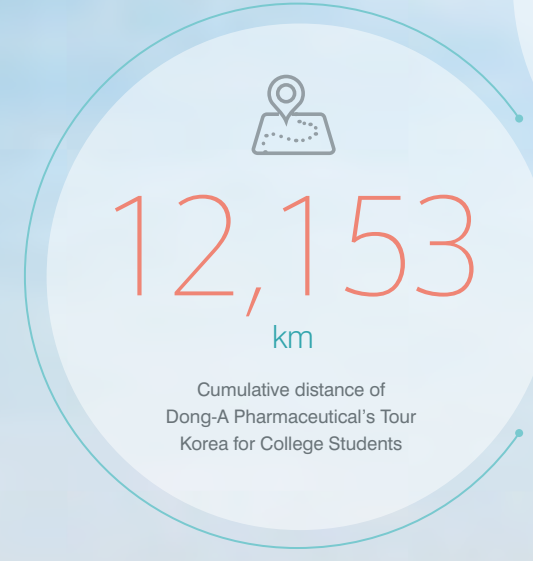 12,153
km
Cumulative distance of
Dong-A Pharmaceutical's Tour
Korea for College Students